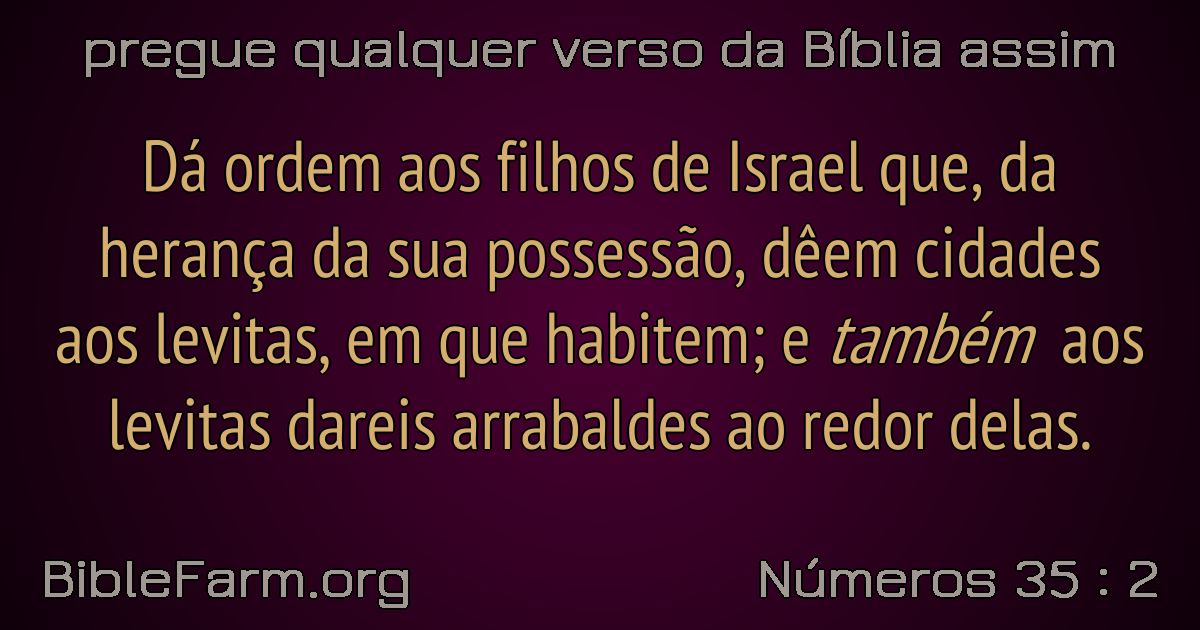 pregue qualquer verso da Bíblia assim
Dá ordem aos filhos de Israel que, da
herança da sua possessão, dêem cidades
aos levitas, em que habitem; e também aos
levitas dareis arrabaldes ao redor delas.
BibleFarm.org
Números 35 : 2